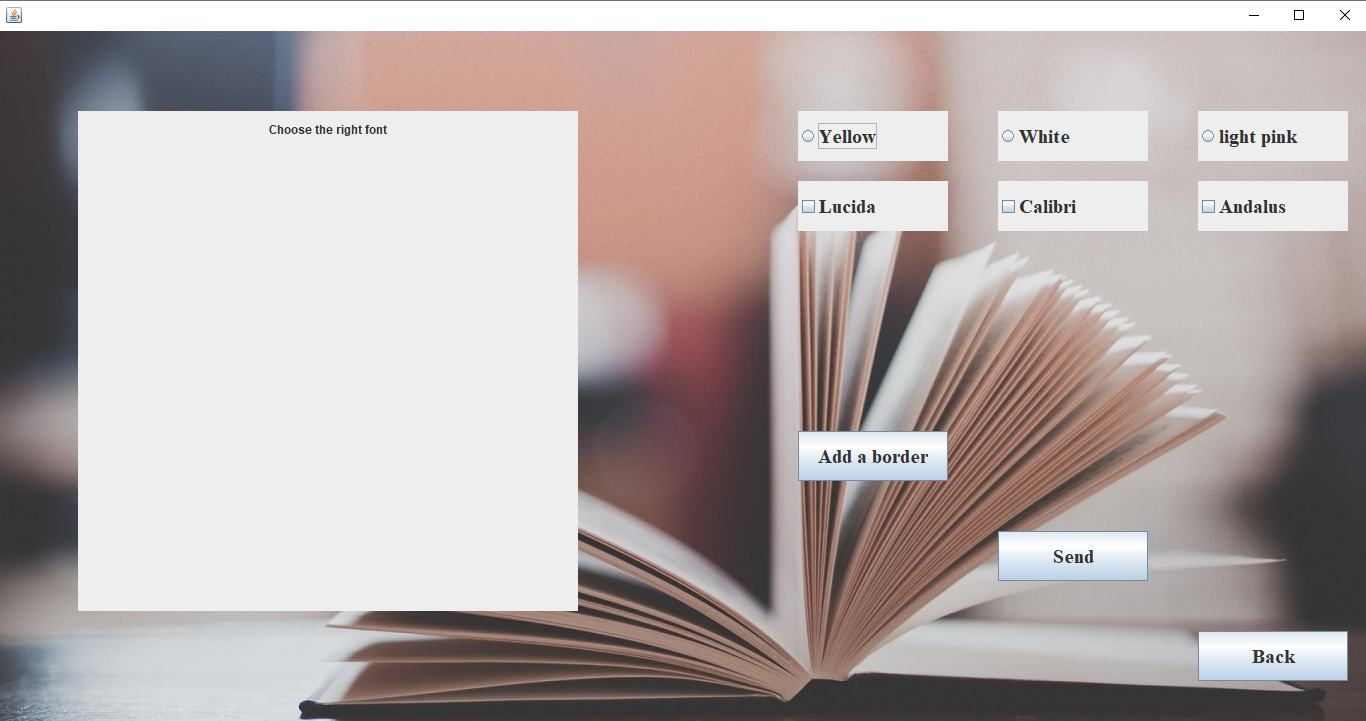 Choose the right font
Yellow
White
light pink
Lucida
Calibri
Andalus
Add a border
Send
Back